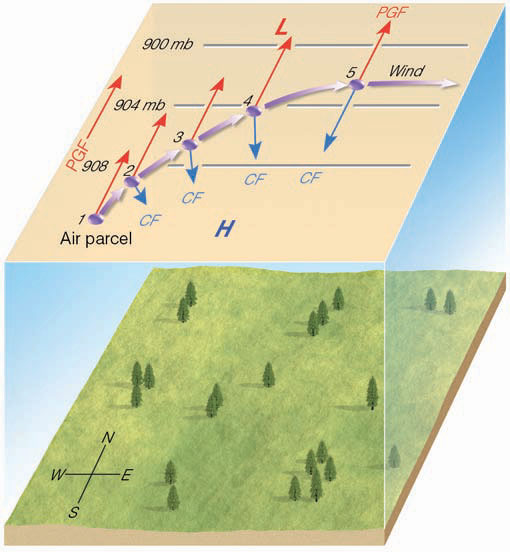 PGF
L
900 mb
5
Wind
904 mb
4
PGF
3
908
2
CF
CF
CF
CF
1
H
Air parcel
N
W
E
S